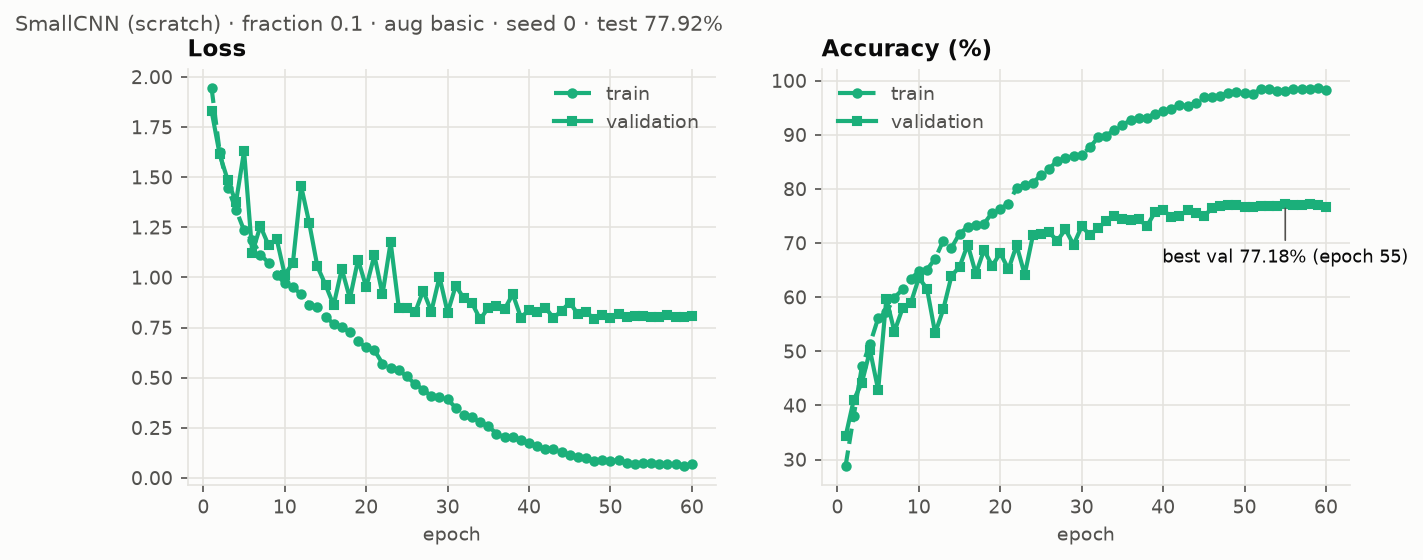 SmallCNN (scratch) · fraction 0.1 · aug basic · seed 0 · test 77.92%
Loss
2.00
1.75
1.50
1.25
1.00
0.75
0.50
0.25
0.00
0 10 20 30 40 50 60
epoch
train
validation
Accuracy (%)
100
90
80
70
60
50
40
30
0 10 20 30 40 50 60
epoch
train
validation
best val 77.18% (epoch 55)